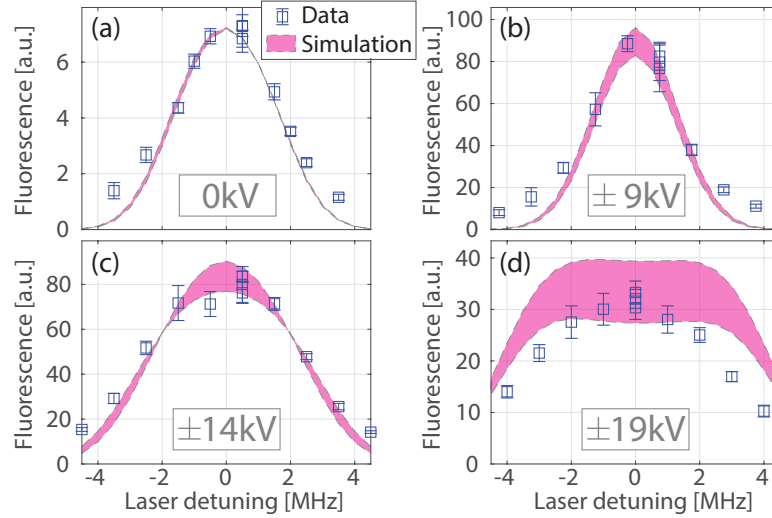 (a)
Data
Simulation
Fluorescence [a.u.]
6
4
2
0
0kV
(b)
Fluorescence [a.u.]
100
80
60
40
20
0
± 9kV
(c)
Fluorescence [a.u.]
80
60
40
20
0
±14kV
-4 -2 0 2 4
Laser detuning [MHz]
(d)
Fluorescence [a.u.]
40
30
20
10
0
±19kV
-4 -2 0 2 4
Laser detuning [MHz]